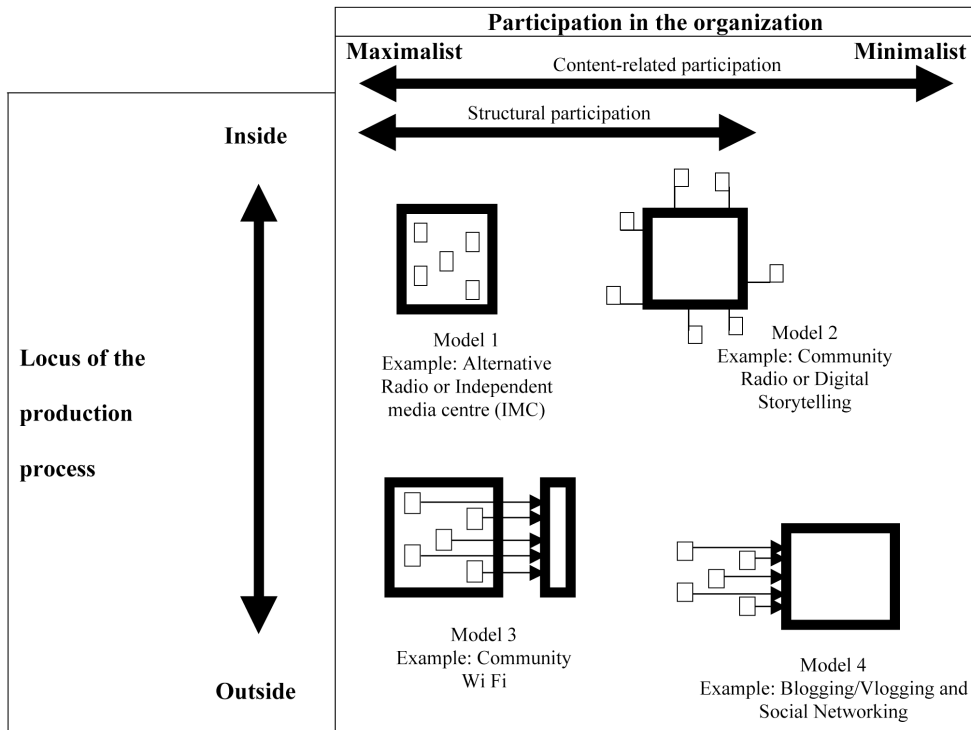 Participation in the organization
Maximalist
Minimalist
Content-related participation
Structural participation
Inside
Locus of the
production
process
Outside
Model 1
Example: Alternative
Radio or Independent
media centre (IMC)
Model 2
Example: Community
Radio or Digital
Storytelling
Model 3
Example: Community
Wi Fi
Model 4
Example: Blogging/Vlogging and
Social Networking